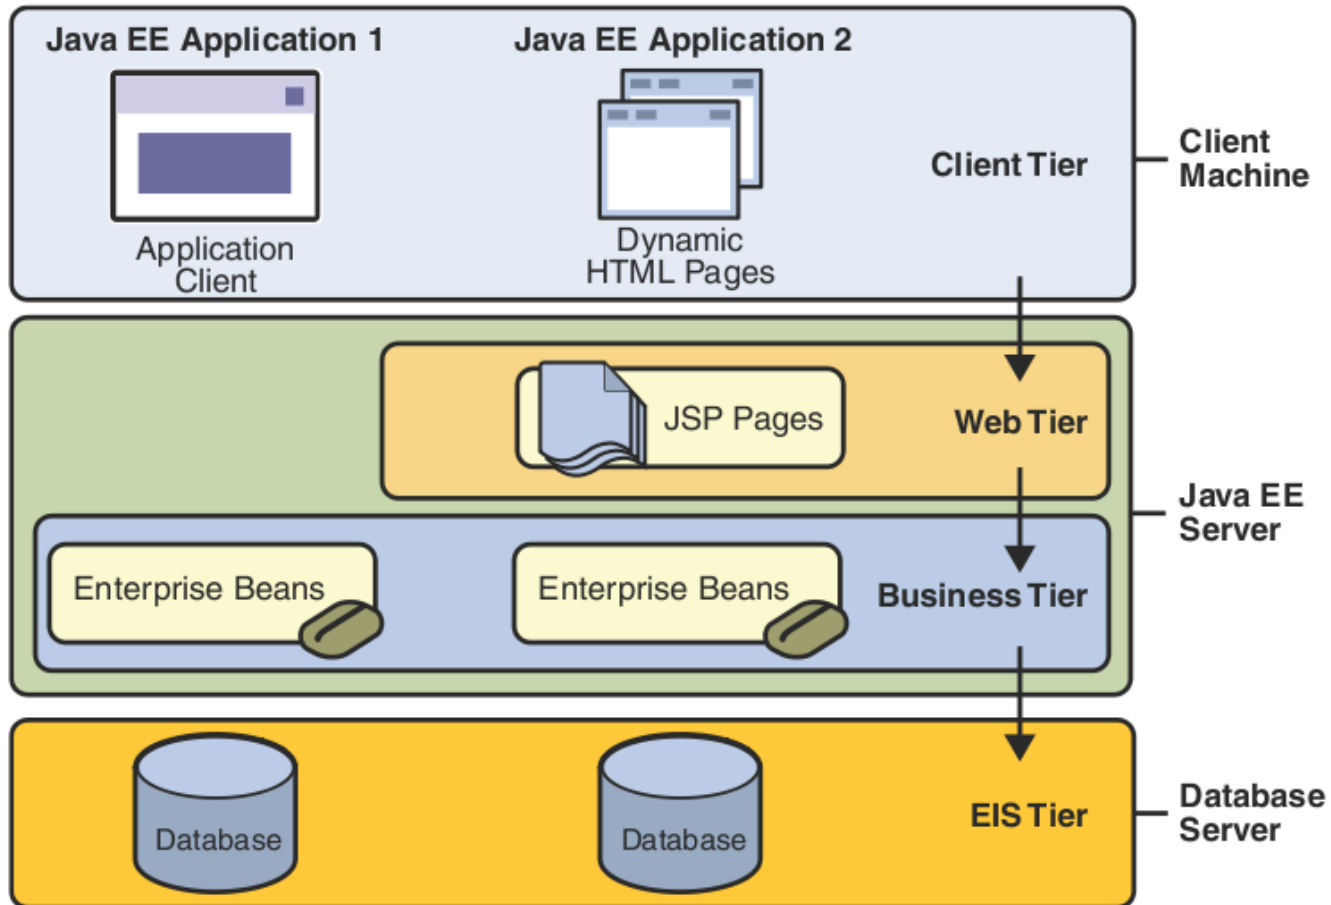 Java EE Application 1
Java EE Application 2
Application
Client
Dynamic
HTML Pages
Client Tier
Client
Machine
JSP Pages
Web Tier
Java EE
Server
Enterprise Beans
Enterprise Beans
Business Tier
Database
Database
EIS Tier
Database
Server